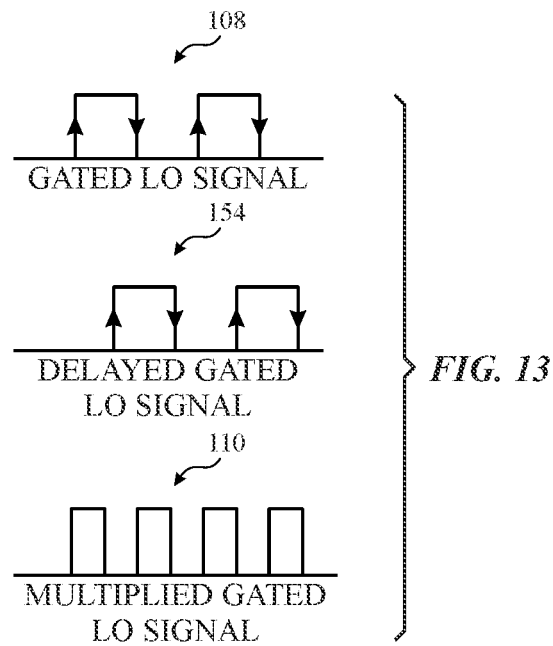 108
GATED LO SIGNAL
154
DELAYED GATED
LO SIGNAL
FIG. 13
110
MULTIPLIED GATED
LO SIGNAL